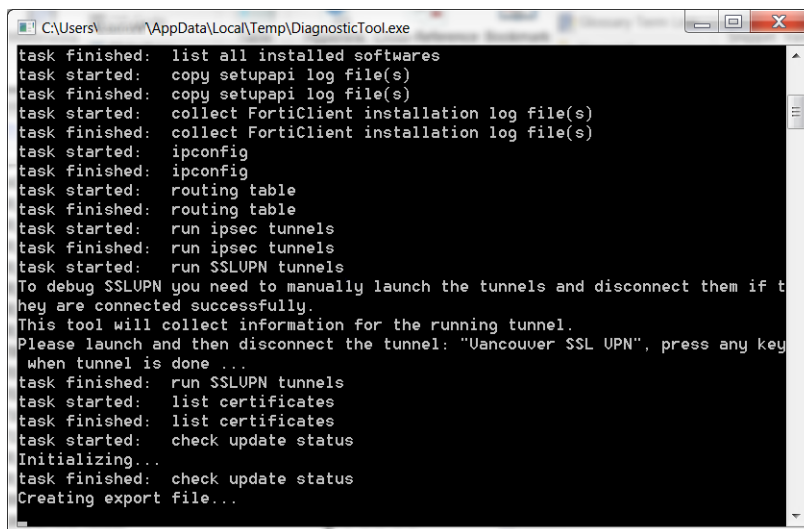 C:\Users\ \AppData\Local\Temp\DiagnosticTool.exe
task finished: list all installed softwares
task started: copy setupapi log file(s)
task finished: copy setupapi log file(s)
task started: collect FortiClient installation log file(s)
task finished: collect FortiClient installation log file(s)
task started: ipconfig
task finished: ipconfig
task started: routing table
task finished: routing table
task started: run ipsec tunnels
task finished: run ipsec tunnels
task started: run SSLVPN tunnels
To debug SSLVPN you need to manually launch the tunnels and disconnect them if t
hey are connected successfully.
This tool will collect information for the running tunnel.
Please launch and then disconnect the tunnel: "Vancouver SSL VPN", press any key
when tunnel is done ...
task finished: run SSLVPN tunnels
task started: list certificates
task finished: list certificates
task started: check update status
Initializing...
task finished: check update status
Creating export file...